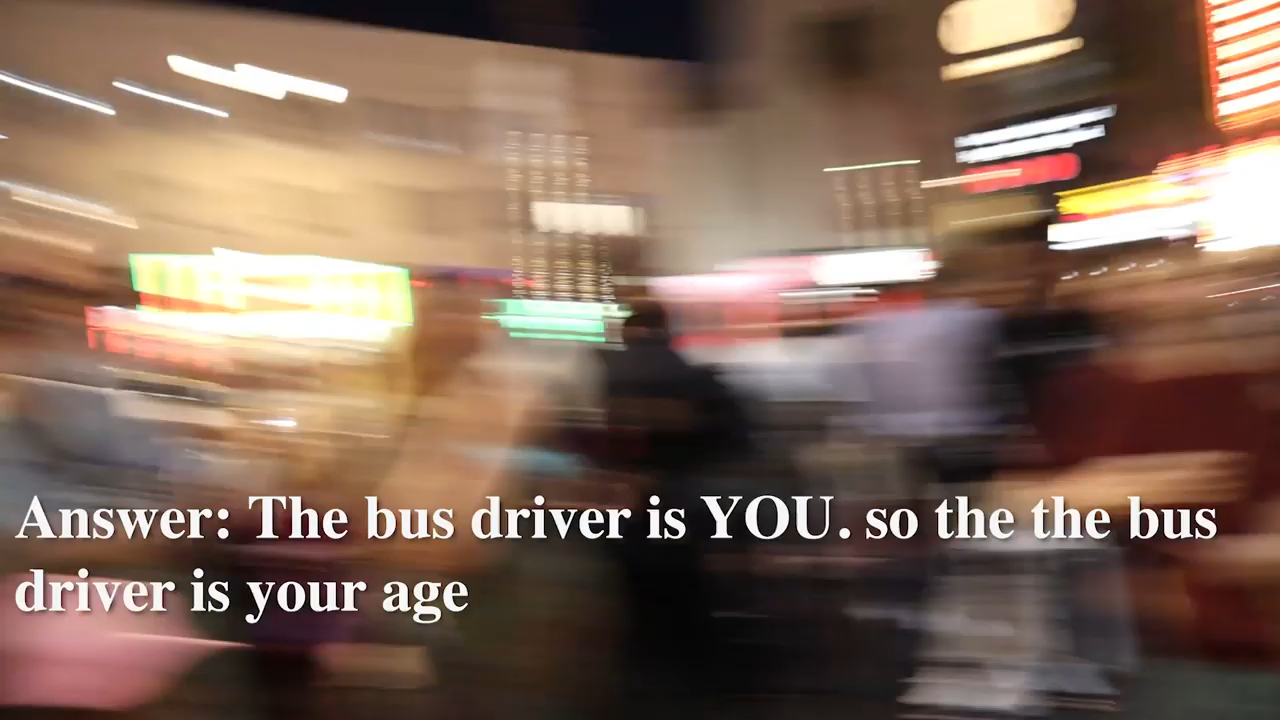 Answer: The bus driver is YOU. so the the bus
driver is your age